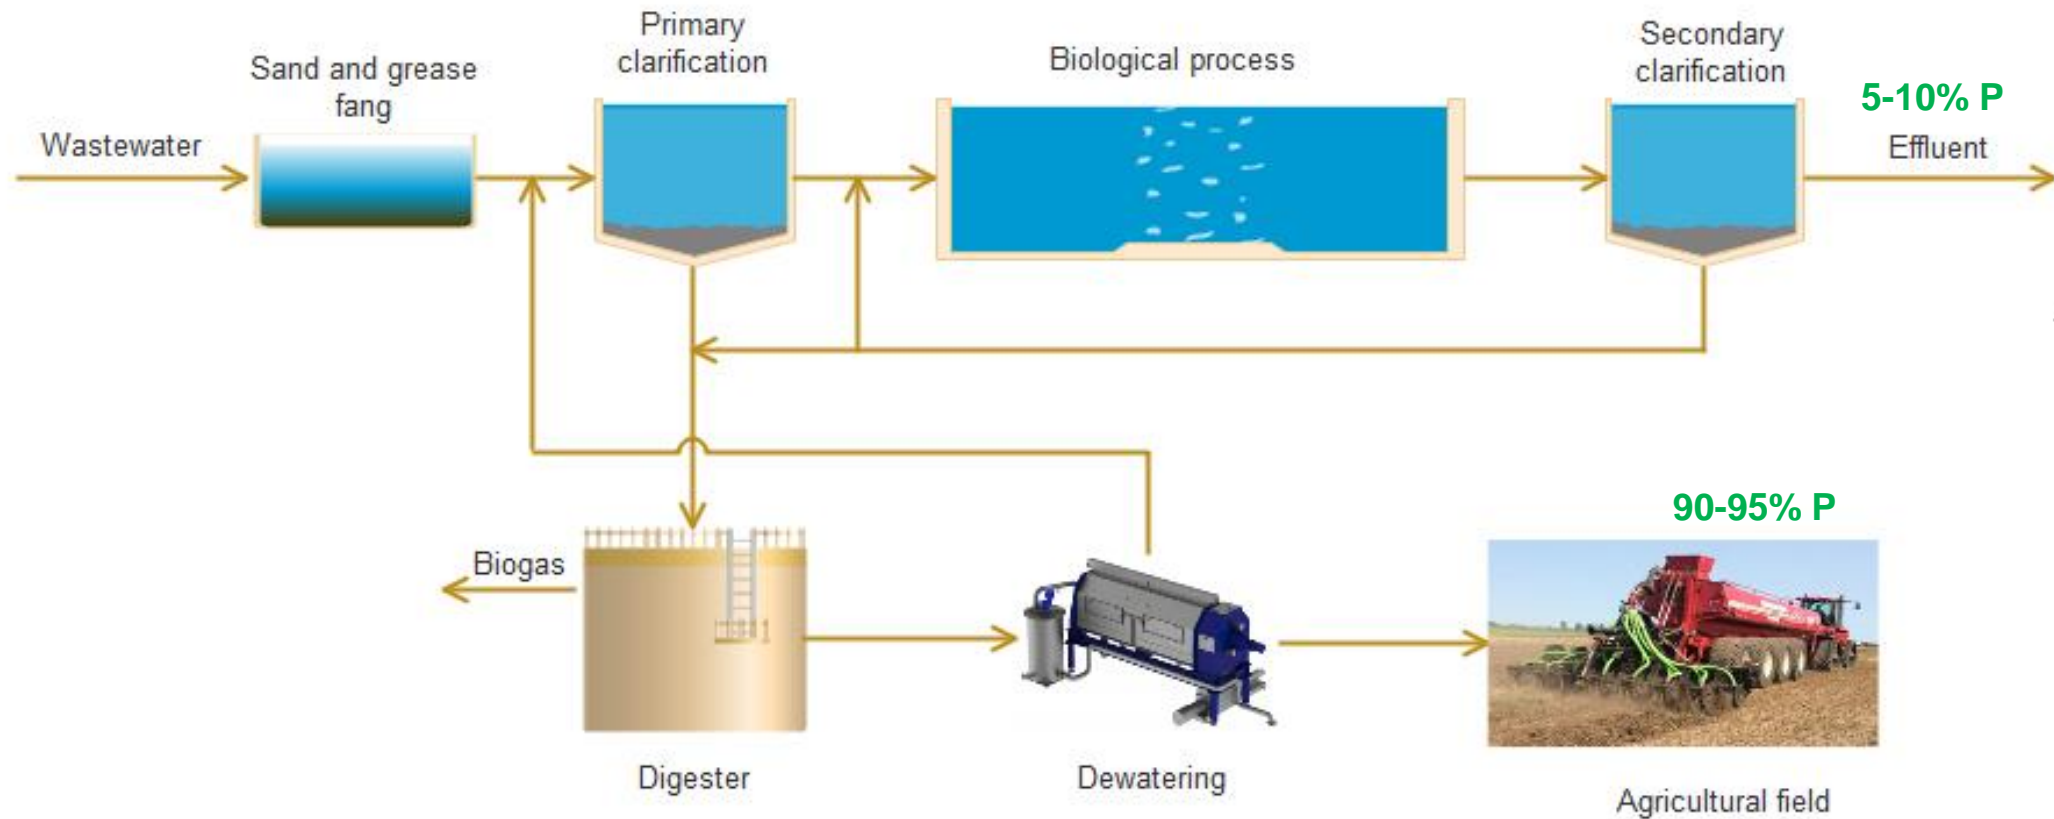 Primary
clarification
Sand and grease
fang
Biological process
Secondary
clarification
5-10% P
Wastewater
Effluent
90-95% P
Biogas
Digester
Dewatering
Agricultural field